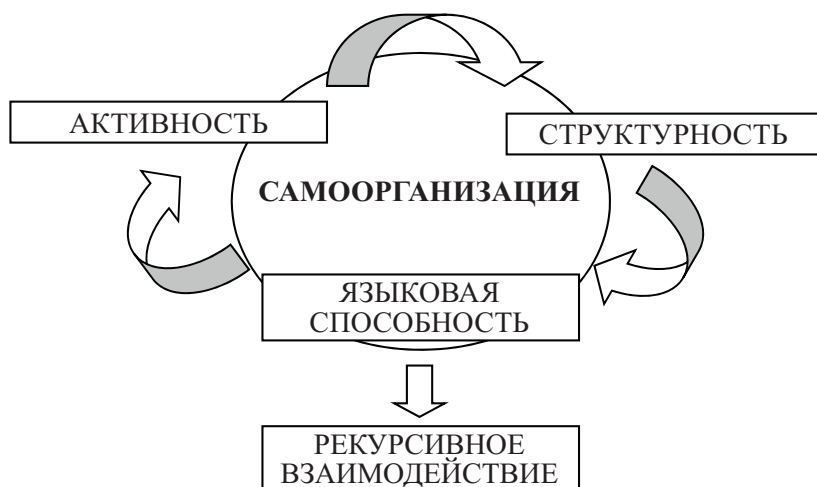 АКТИВНОСТЬ
СТРУКТУРНОСТЬ
САМООРГАНИЗАЦИЯ
ЯЗЫКОВАЯ
СПОСОБНОСТЬ
РЕКУРСИВНОЕ
ВЗАИМОДЕЙСТВИЕ